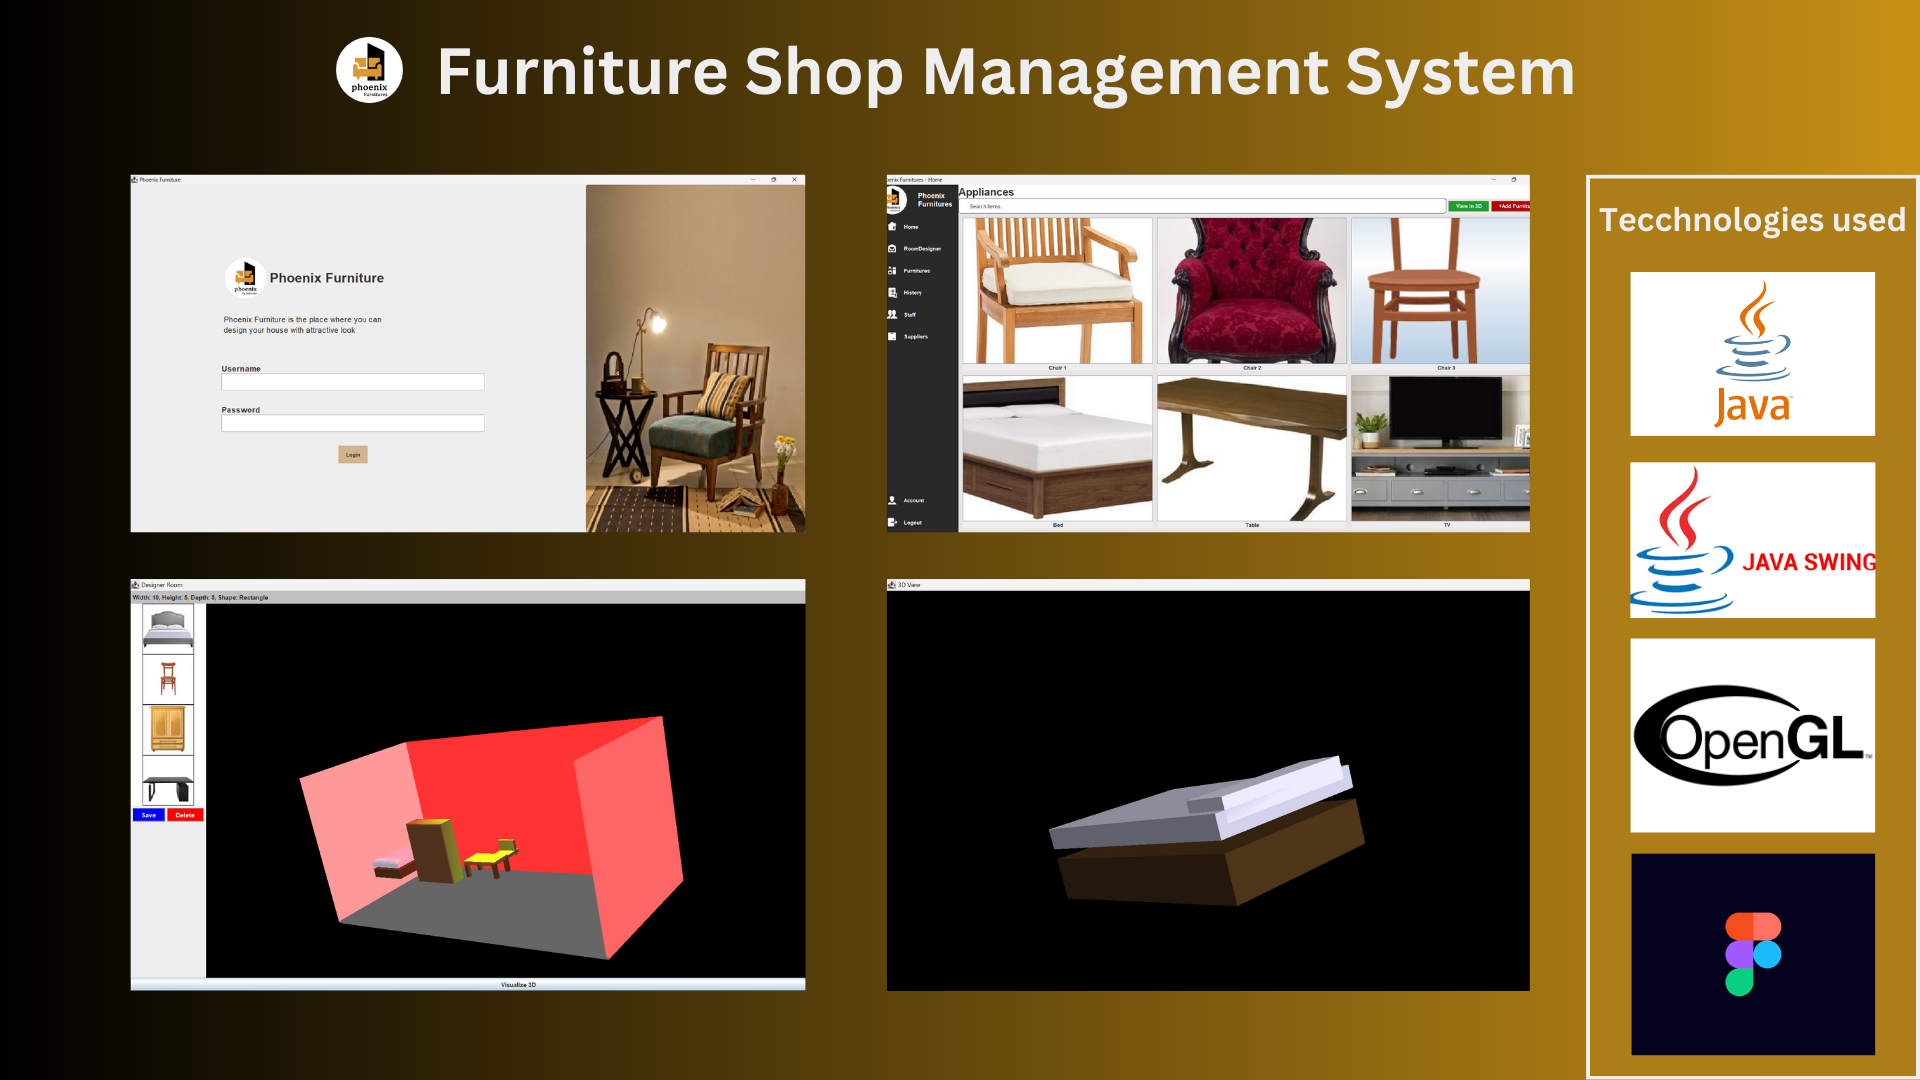 phoenix
Furnitures
Furniture Shop Management System
Phoenix Furniture
phoenix
Phoenix Furniture
Phoenix Furniture is the place where you can
design your house with attractive look
Username
Password
Login
enix Furnitures - Home
Phoenix
Furnitures
Home
RoomDesigner
Furnitures
History
Staff
Suppliers
Account
Logout
Appliances
Search items...
View in 3D
+Add Furnitu
Chair 1
Chair 2
Chair 3
Bed
Table
TV
Designer Room
Width: 10, Height: 5, Depth: 5, Shape: Rectangle
Save
Delete
Visualize 3D
3D View
Tecchnologies used
Java
JAVA SWING
OpenGL